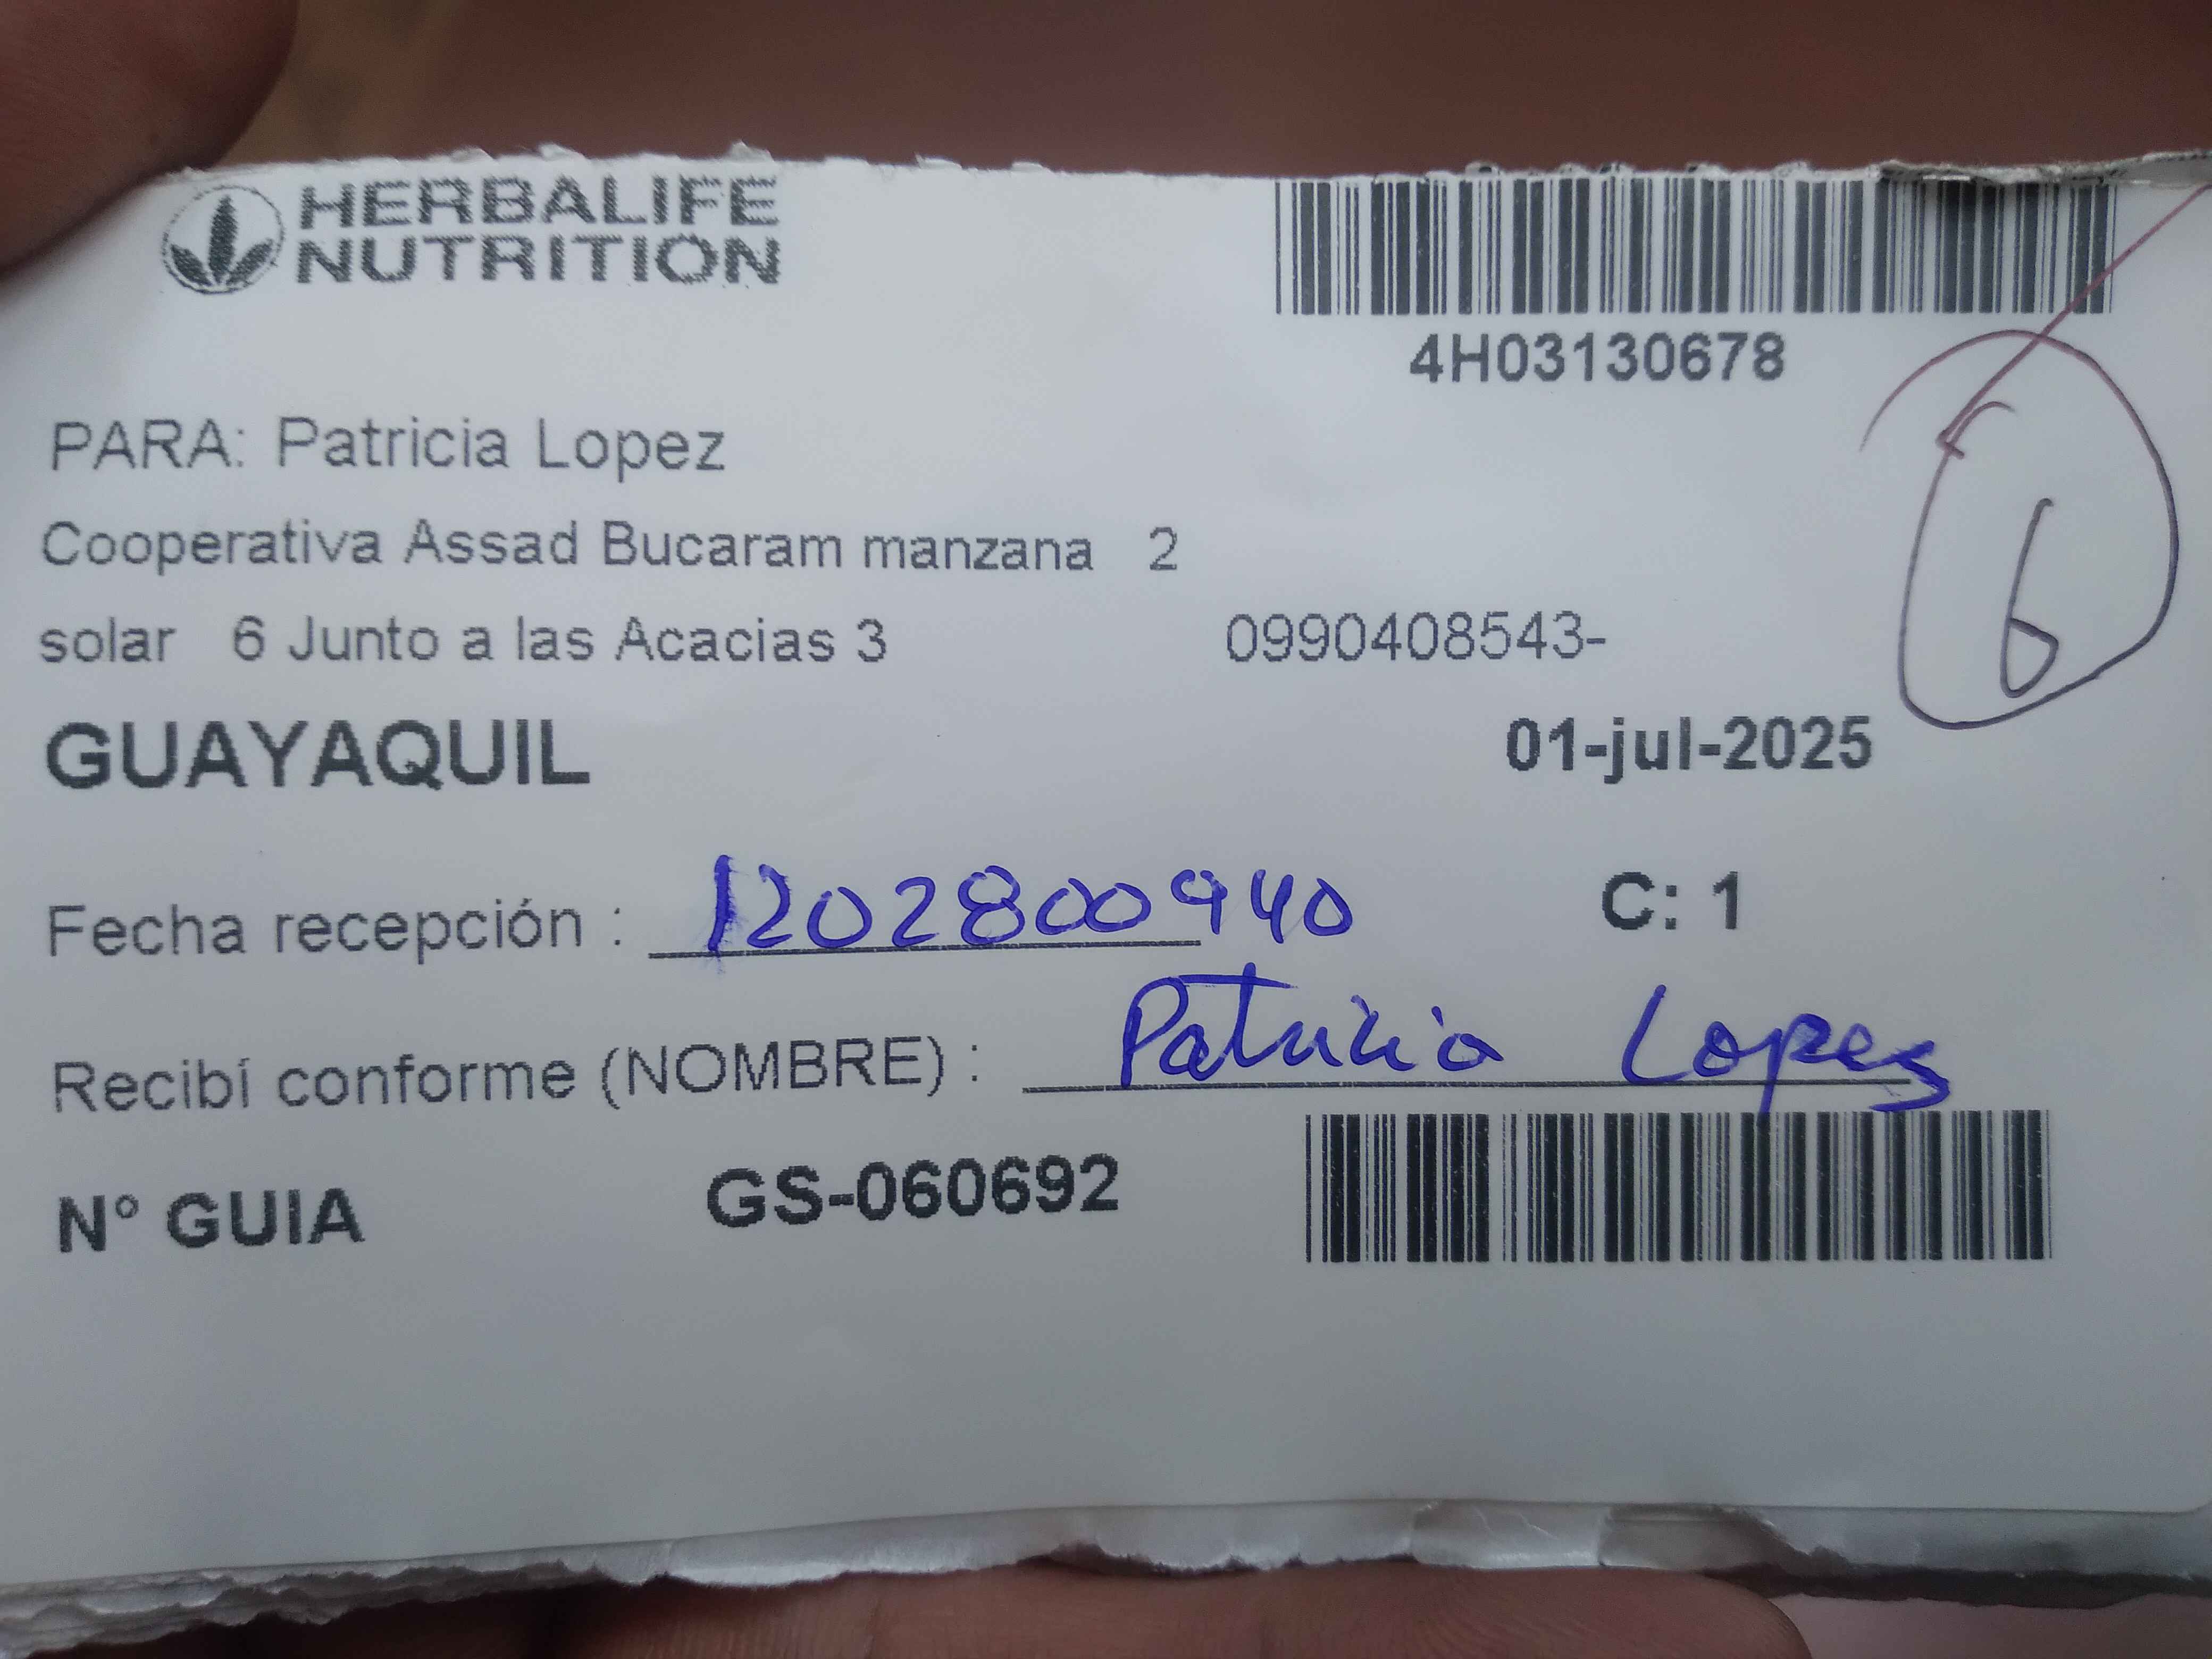 HERBALIFE
NUTRITION
4H03130678
PARA: Patricia Lopez
Cooperativa Assad Bucaram manzana 2
solar 6 Junto a las Acacias 3 0990408543-
6
GUAYAQUIL 01-jul-2025
Fecha recepción : 1202800940 C: 1
Recibí conforme (NOMBRE) : Patricia Lopez
N° GUIA GS-060692